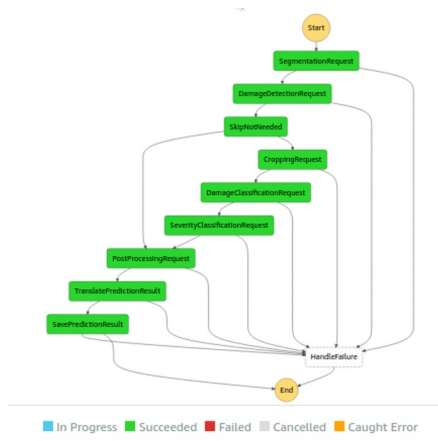 Start
SegmentationRequest
DamageDetectionRequest
SkipNotNeeded
CroppingRequest
DamageClassificationRequest
SeverityClassificationRequest
PostProcessingRequest
TranslatePredictionResult
SavePredictionResult
HandleFailure
End
In Progress Succeeded Failed Cancelled Caught Error